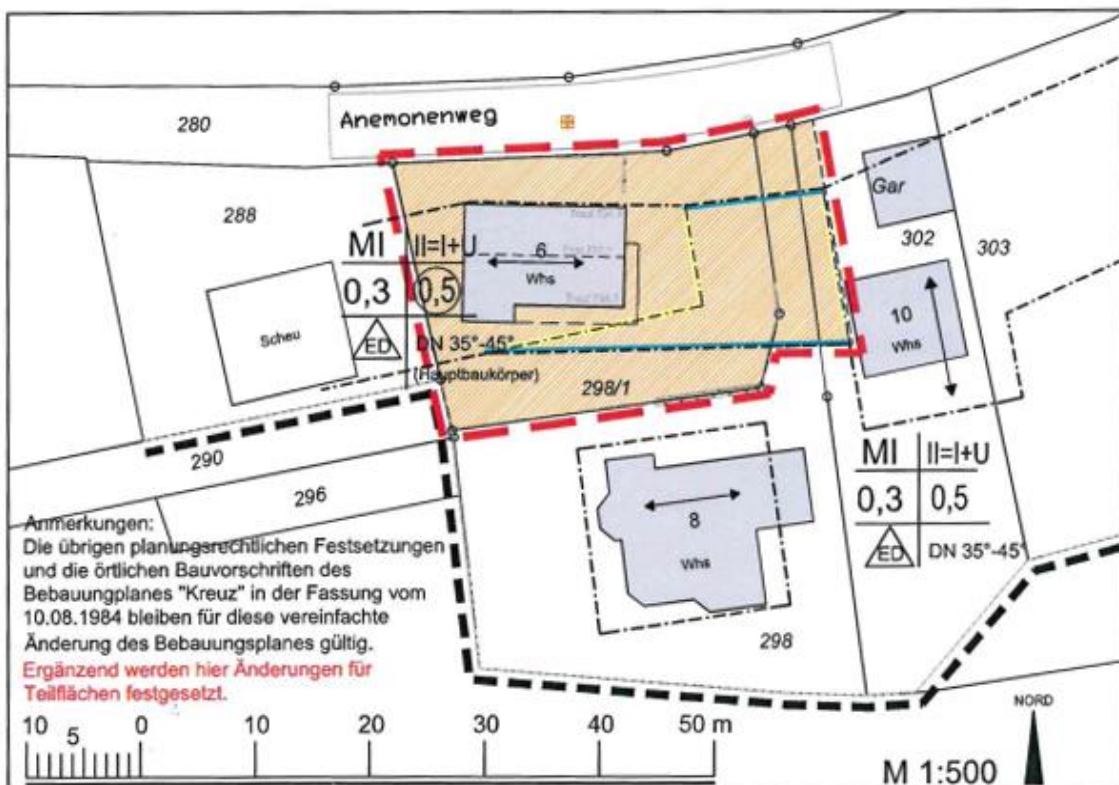 Anemonenweg
280
288
Gar
302
303
MI II=I+U
0,3 0,5
ED DN 35°-45°
(Hauptbaukörper)
6
Whs
10
Whs
Scheu
298/1
290
296
8
Whs
298
MI II=I+U
0,3 0,5
ED DN 35°-45°
Anmerkungen:
Die übrigen planungsrechtlichen Festsetzungen
und die örtlichen Bauvorschriften des
Bebauungplanes "Kreuz" in der Fassung vom
10.08.1984 bleiben für diese vereinfachte
Änderung des Bebauungsplanes gültig.
Ergänzend werden hier Änderungen für
Teilflächen festgesetzt.
10 5 0 10 20 30 40 50 m
NORD
M 1:500